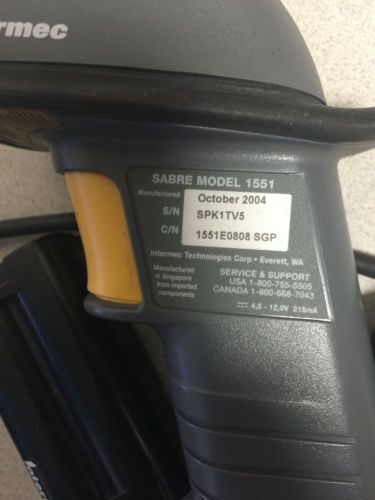 rmec
SABRE MODEL 1551
Manufactured October 2004
S/N SPK1TV5
C/N 1551E0808 SGP
Intermec Technologies Corp • Everett, WA
Manufactured in Singapore from imported components
SERVICE & SUPPORT
USA 1-800-755-5505
CANADA 1-800-668-7043
4,5 - 12,0V 215mA